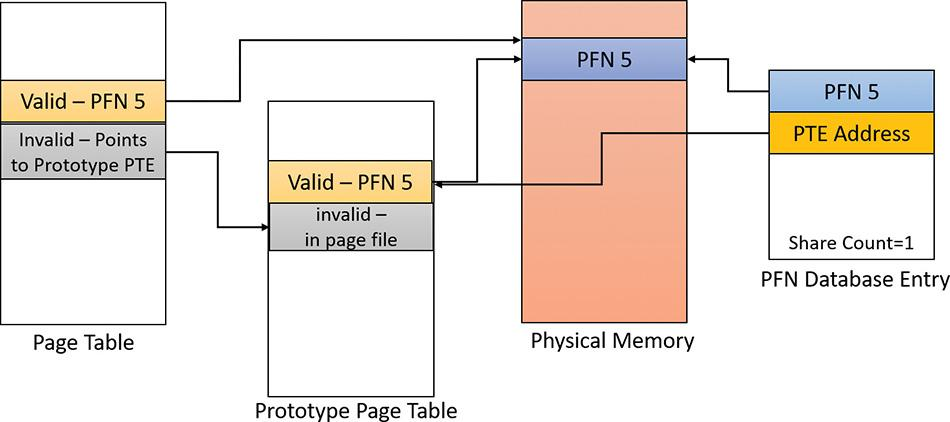 Valid – PFN 5
Invalid – Points
to Prototype PTE
Page Table
Valid – PFN 5
invalid –
in page file
Prototype Page Table
PFN 5
Physical Memory
PFN 5
PTE Address
Share Count=1
PFN Database Entry